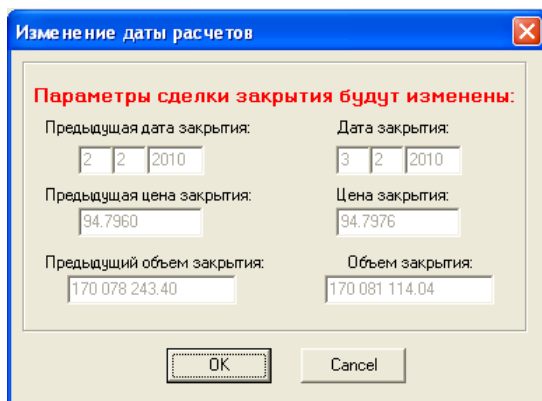 Изменение даты расчетов
Параметры сделки закрытия будут изменены:
Предыдущая дата закрытия: Дата закрытия:
2 2 2010 3 2 2010
Предыдущая цена закрытия: Цена закрытия:
94.7960 94.7976
Предыдущий объем закрытия: Объем закрытия:
170 078 243.40 170 081 114.04
OK Cancel